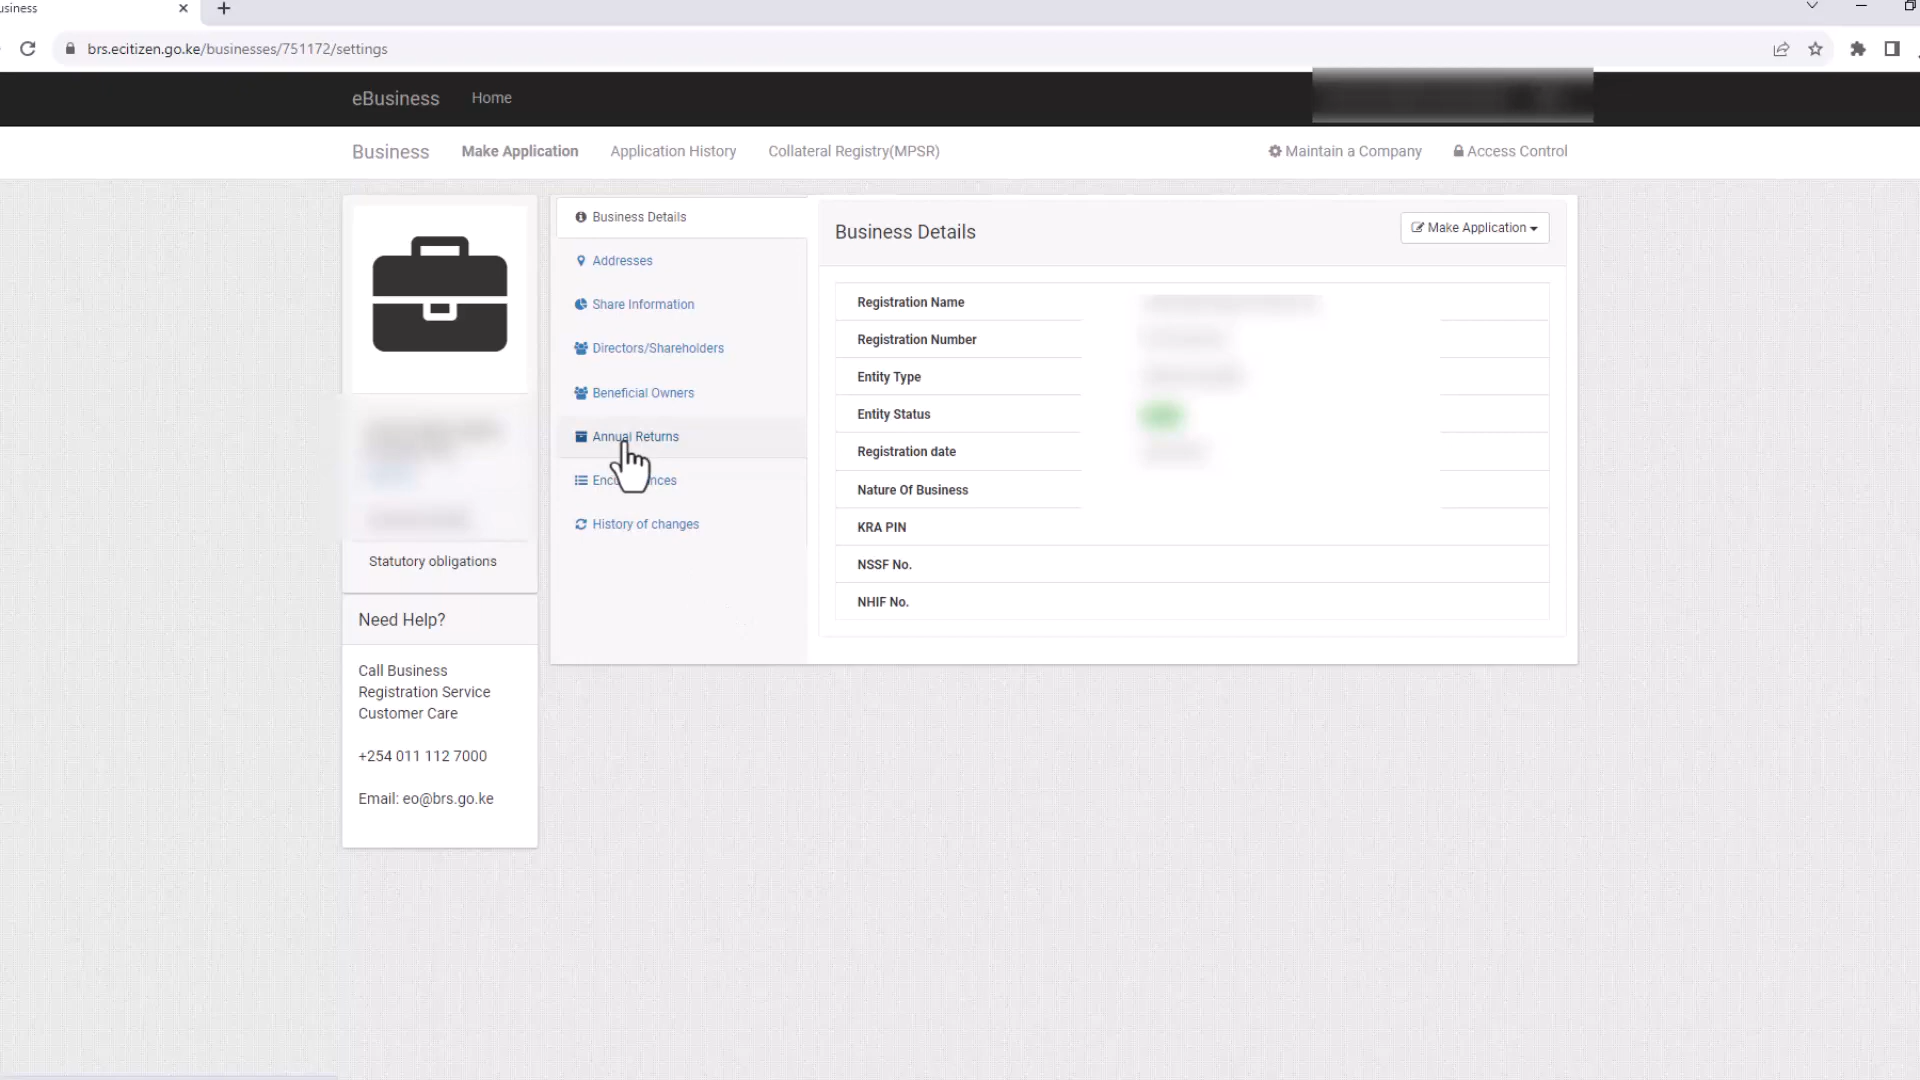 usiness
brs.ecitizen.go.ke/businesses/751172/settings
eBusiness Home
Business Make Application Application History Collateral Registry(MPSR) Maintain a Company Access Control
Business Details
Addresses
Share Information
Directors/Shareholders
Beneficial Owners
Annual Returns
History of changes
Business Details Make Application
Registration Name
Registration Number
Entity Type
Entity Status
Registration date
Nature Of Business
KRA PIN
NSSF No.
NHIF No.
Statutory obligations
Need Help?
Call Business
Registration Service
Customer Care
+254 011 112 7000
Email: eo@brs.go.ke